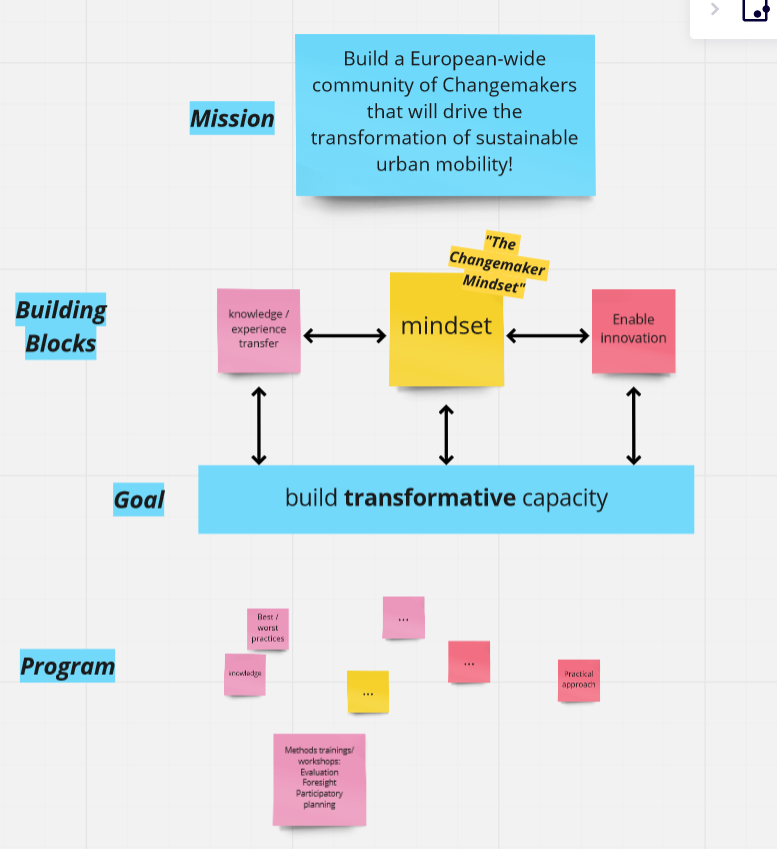 Mission
Build a European-wide
community of Changemakers
that will drive the
transformation of sustainable
urban mobility!
"The
Changemaker
Mindset"
Building
Blocks
knowledge /
experience
transfer
mindset
Enable
innovation
Goal
build transformative capacity
Program
Best /
worst
practices
knowledge
...
...
...
Practical
approach
Methods trainings/
workshops:
Evaluation
Foresight
Participatory
planning